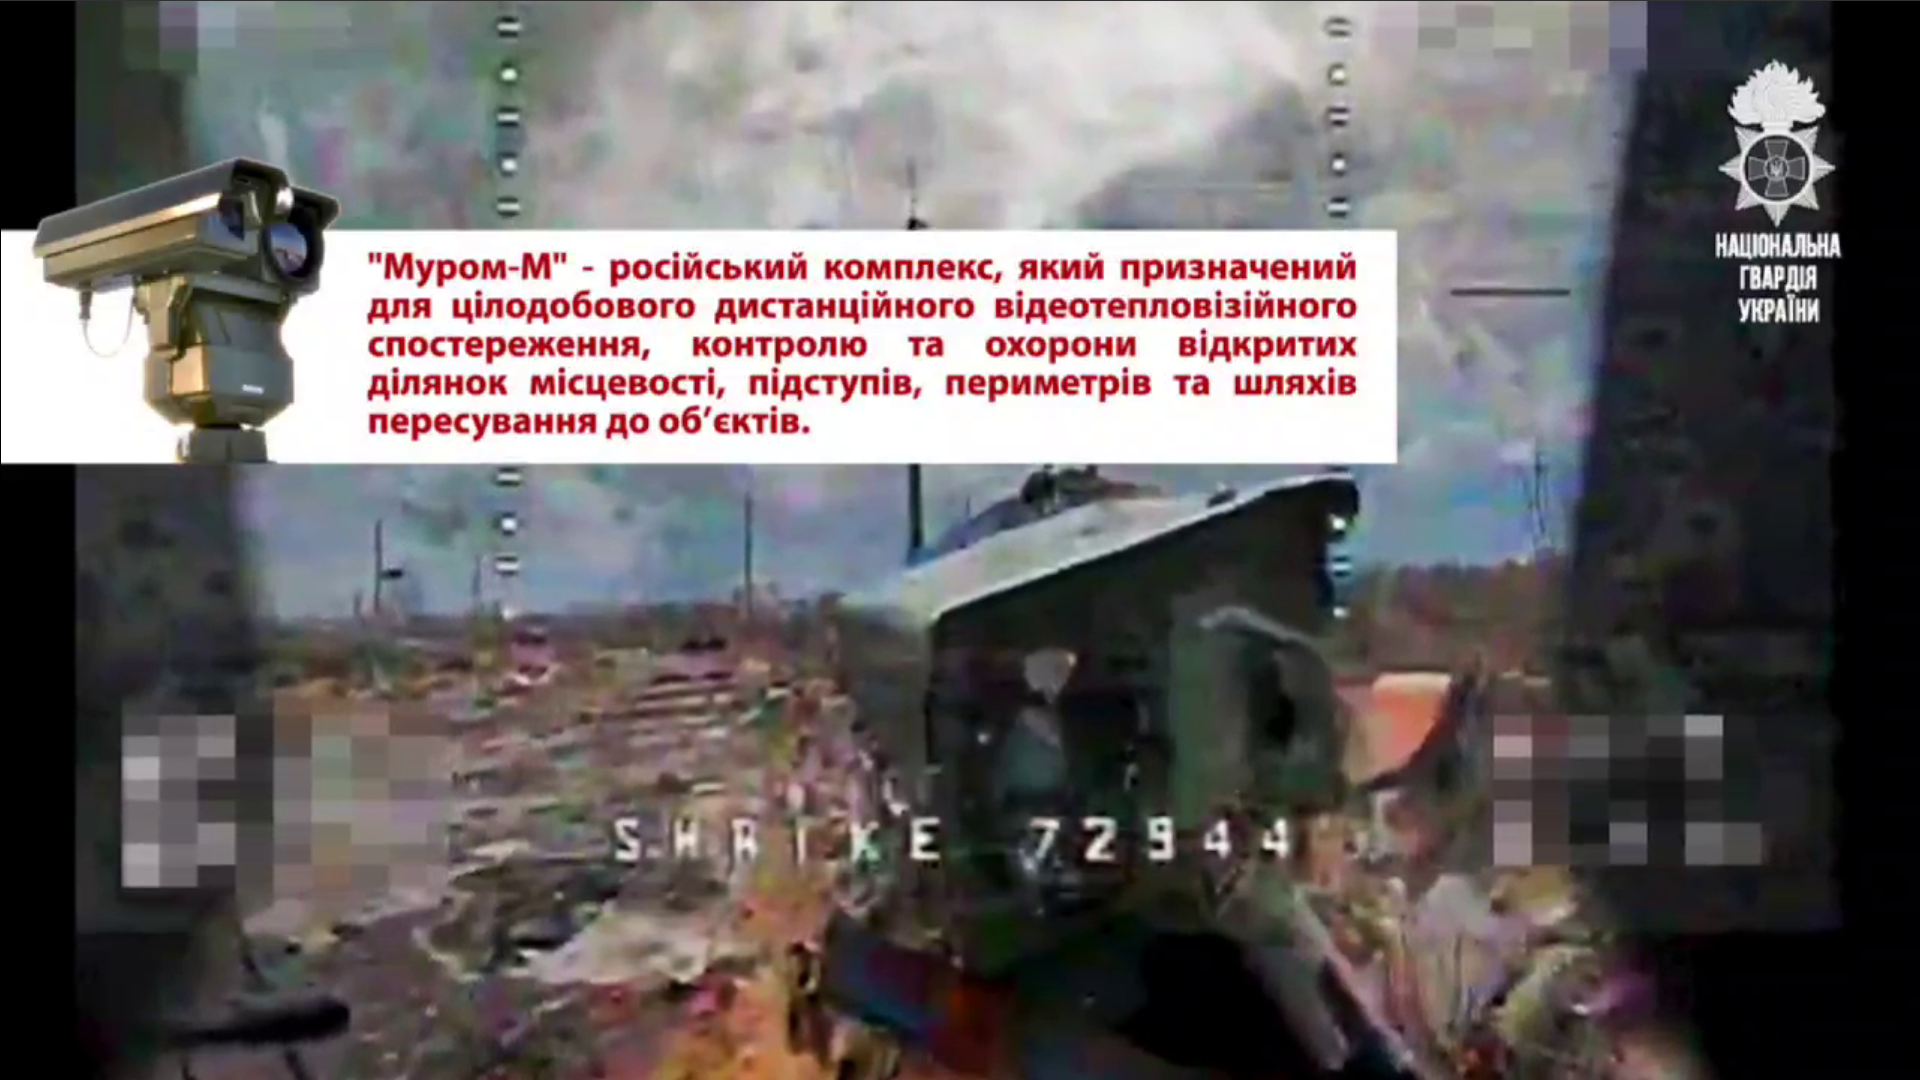 "Муром-М" - російський комплекс, який призначений
для цілодобового дистанційного відеотепловізійного
спостереження, контролю та охорони відкритих
ділянок місцевості, підступів, периметрів та шляхів
пересування до об’єктів.
НАЦІОНАЛЬНА
ГВАРДІЯ
УКРАЇНИ
SHRIKE 72944